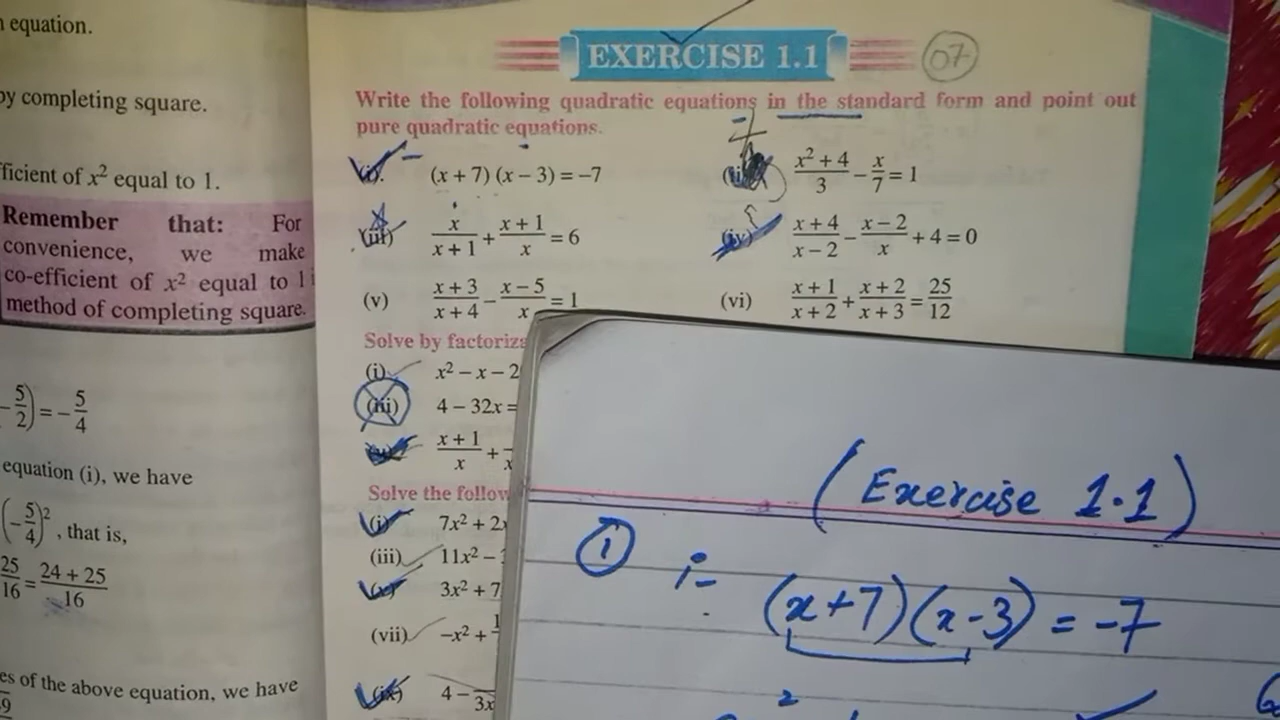 equation.
by completing square.
ficient of x² equal to 1.
Remember that: For
convenience, we make
co-efficient of x² equal to 1
method of completing square.
-5/2) = -5/4
equation (i), we have
(-5/4)², that is,
25/16 = 24 + 25/16
es of the above equation, we have
9
EXERCISE 1.1
07
Write the following quadratic equations in the standard form and point out
pure quadratic equations.
(i) (x + 7) (x – 3) = –7
x² + 4/3 – x/7 = 1
(iii) x/x + 1 + x + 1/x = 6
(iv) x + 4/x – 2 – x – 2/x + 4 = 0
(v) x + 3/x + 4 – x – 5/x = 1
(vi) x + 1/x + 2 + x + 2/x + 3 = 25/12
Solve by
(i) x² – x – 2
(iii) 4 – 32x =
x + 1/x +
Solve the
(i) 7x² + 2
(iii) 11x² –
3x² + 7
(vii) –x² +
(ix) 4 –
(Exercise 1.1)
① i- (x+7)(x-3) = -7
2